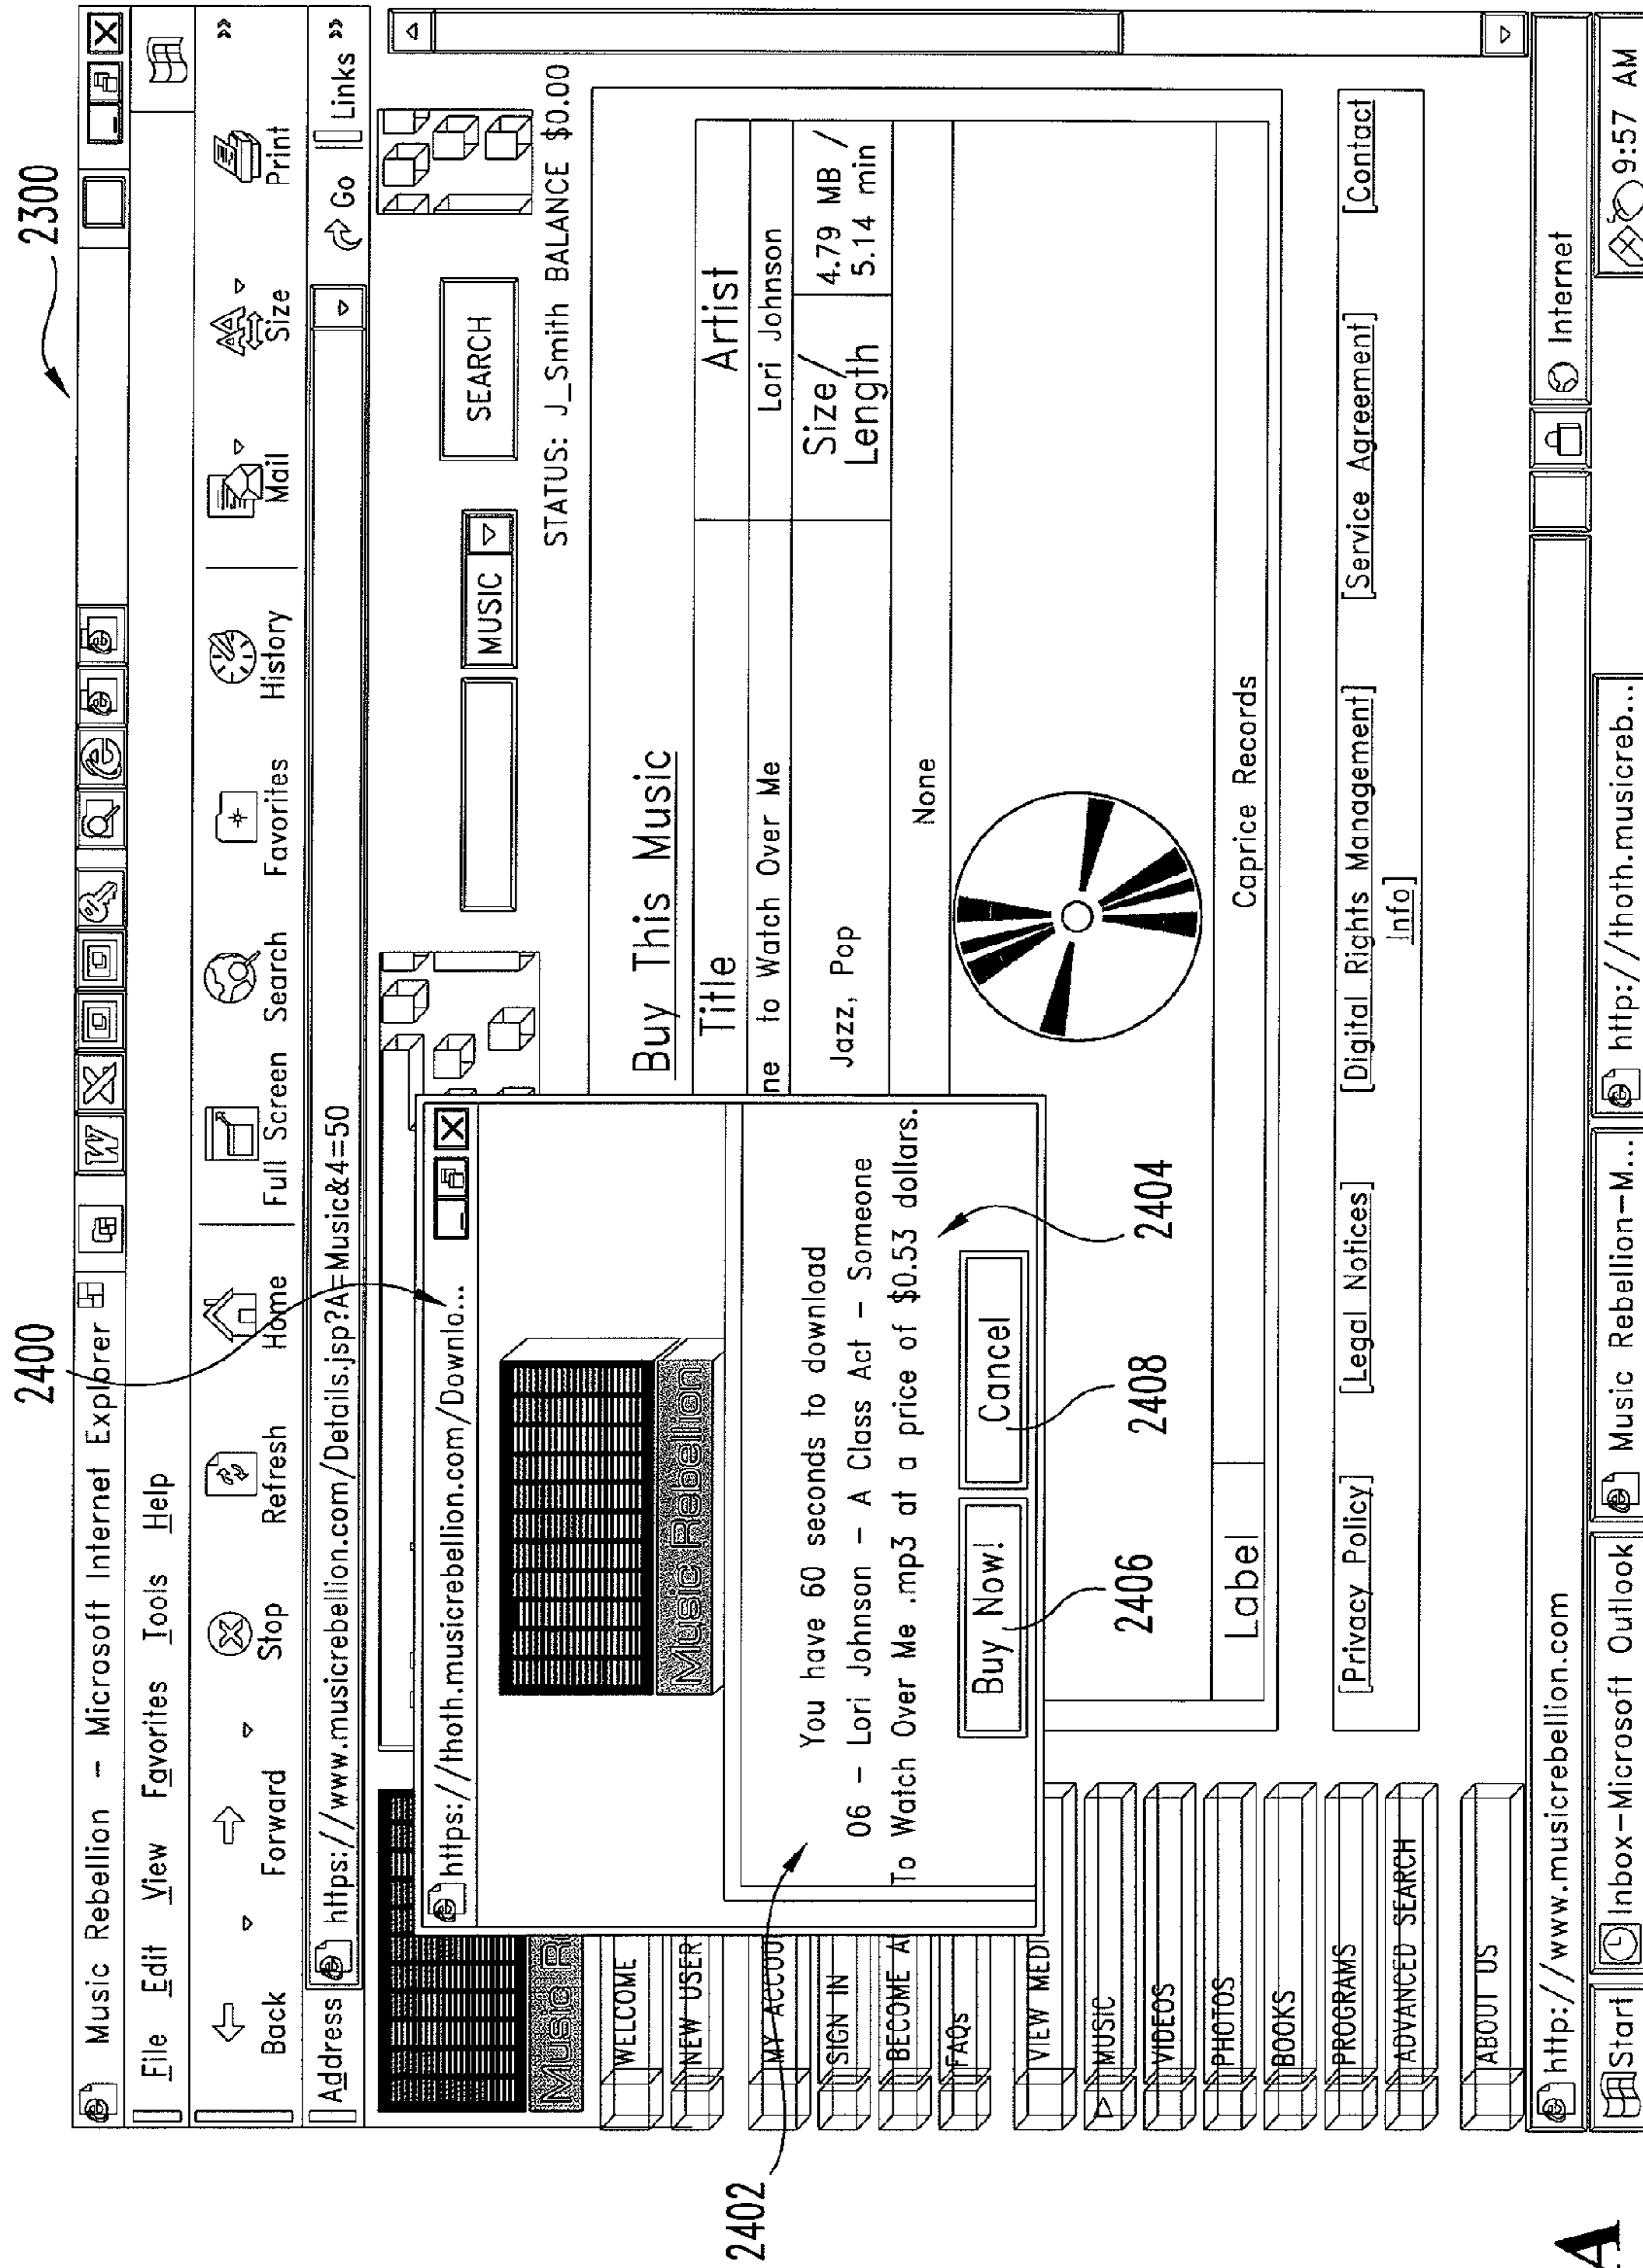 2400
2300
Music Rebellion - Microsoft Internet Explorer
File Edit View Favorites Tools Help
Back Forward Stop Refresh Home Full Screen Search Favorites History Mail Size Print »
Address https://www.musicrebellion.com/Details.jsp?A=Music&4=50 Go Links »
MUSIC SEARCH
STATUS: J_Smith BALANCE $0.00
Music Re
WELCOME
NEW USER
MY ACCOU
SIGN IN
BECOME A
FAQs
VIEW MEDI
MUSIC
VIDEOS
PHOTOS
BOOKS
PROGRAMS
ADVANCED SEARCH
ABOUT US
2402
https://thoth.musicrebellion.com/Downlo...
Music Rebellion
You have 60 seconds to download
06 - Lori Johnson - A Class Act - Someone
To Watch Over Me .mp3 at a price of $0.53 dollars.
Buy Now! Cancel
2406 2408 2404
Buy This Music
Title Artist
ne to Watch Over Me Lori Johnson
Jazz, Pop Size/ Length 4.79 MB / 5.14 min
None
Label Caprice Records
[Privacy Policy] [Legal Notices] [Digital Rights Management] [Service Agreement] [Contact
Info]
http://www.musicrebellion.com Internet
Start Inbox-Microsoft Outlook Music Rebellion-M... http://thoth.musicreb... 9:57 AM
A